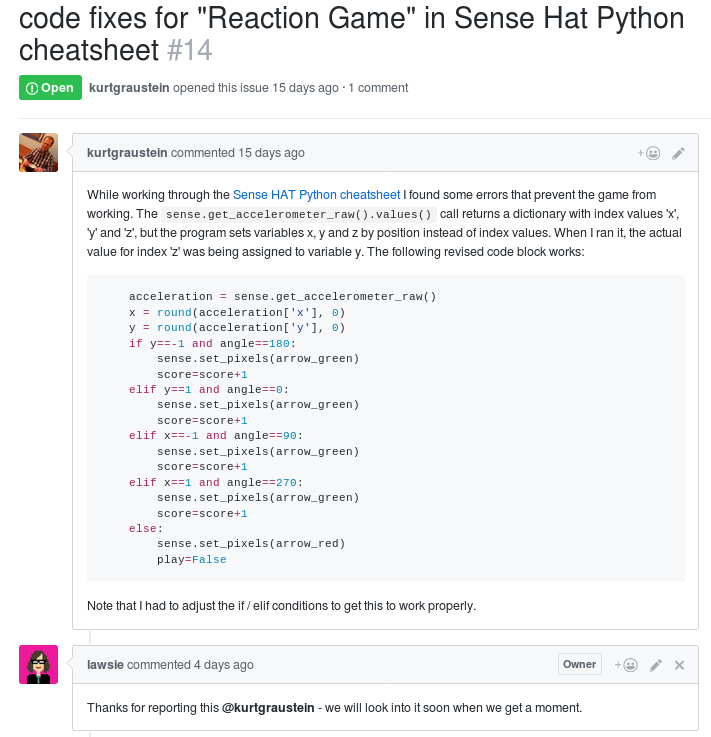 code fixes for "Reaction Game" in Sense Hat Python
cheatsheet #14
Open kurtgraustein opened this issue 15 days ago · 1 comment
kurtgraustein commented 15 days ago
While working through the Sense HAT Python cheatsheet I found some errors that prevent the game from
working. The sense.get_accelerometer_raw().values() call returns a dictionary with index values 'x',
'y' and 'z', but the program sets variables x, y and z by position instead of index values. When I ran it, the actual
value for index 'z' was being assigned to variable y. The following revised code block works:
acceleration = sense.get_accelerometer_raw()
x = round(acceleration['x'], 0)
y = round(acceleration['y'], 0)
if y==-1 and angle==180:
    sense.set_pixels(arrow_green)
    score=score+1
elif y==1 and angle==0:
    sense.set_pixels(arrow_green)
    score=score+1
elif x==-1 and angle==90:
    sense.set_pixels(arrow_green)
    score=score+1
elif x==1 and angle==270:
    sense.set_pixels(arrow_green)
    score=score+1
else:
    sense.set_pixels(arrow_red)
    play=False
Note that I had to adjust the if / elif conditions to get this to work properly.
lawsie commented 4 days ago Owner
Thanks for reporting this @kurtgraustein - we will look into it soon when we get a moment.